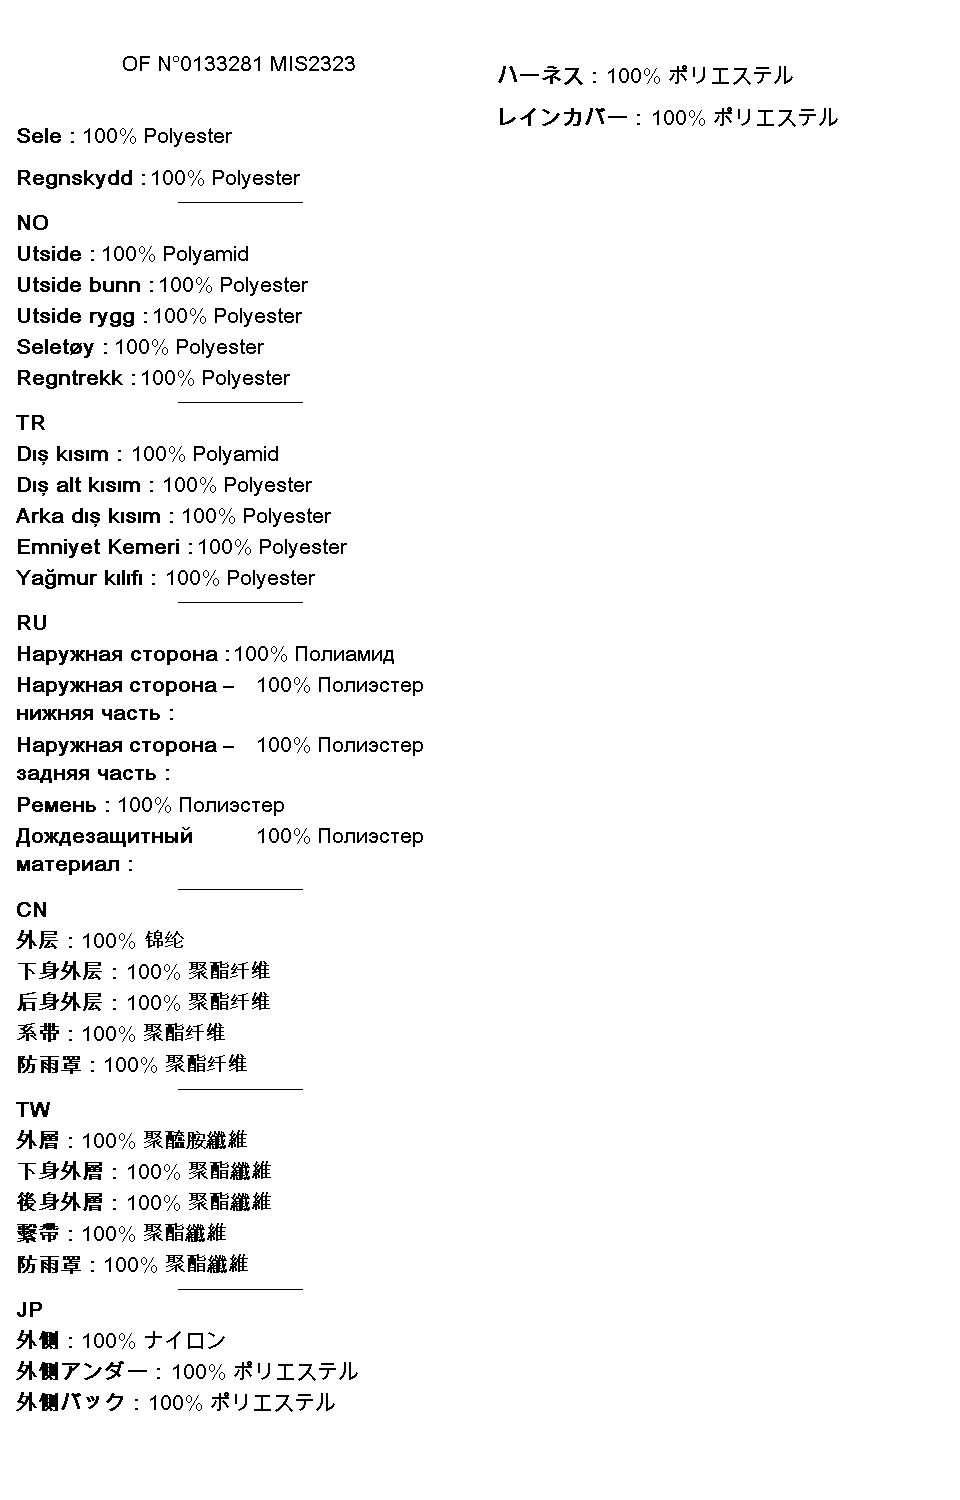 OF N°0133281 MIS2323
Sele : 100% Polyester
Regnskydd : 100% Polyester
NO
Utside : 100% Polyamid
Utside bunn : 100% Polyester
Utside rygg : 100% Polyester
Seletøy : 100% Polyester
Regntrekk : 100% Polyester
TR
Dış kısım : 100% Polyamid
Dış alt kısım : 100% Polyester
Arka dış kısım : 100% Polyester
Emniyet Kemeri : 100% Polyester
Yağmur kılıfı : 100% Polyester
RU
Наружная сторона : 100% Полиамид
Наружная сторона – 100% Полиэстер
нижняя часть :
Наружная сторона – 100% Полиэстер
задняя часть :
Ремень : 100% Полиэстер
Дождезащитный 100% Полиэстер
материал :
CN
外层 : 100% 锦纶
下身外层 : 100% 聚酯纤维
后身外层 : 100% 聚酯纤维
系带 : 100% 聚酯纤维
防雨罩 : 100% 聚酯纤维
TW
外層 : 100% 聚醯胺纖維
下身外層 : 100% 聚酯纖維
後身外層 : 100% 聚酯纖維
繫帶 : 100% 聚酯纖維
防雨罩 : 100% 聚酯纖維
JP
外側 : 100% ナイロン
外側アンダー : 100% ポリエステル
外側バック : 100% ポリエステル
ハーネス : 100% ポリエステル
レインカバー : 100% ポリエステル